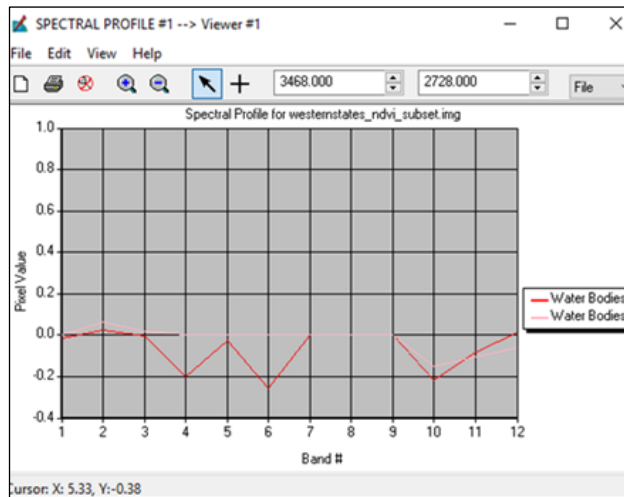 SPECTRAL PROFILE #1 --> Viewer #1
File Edit View Help
3468.000 2728.000 File
Spectral Profile for westernstates_ndvi_subset.img
1.0
0.8
0.6
0.4
0.2
0.0
-0.2
-0.4
Pixel Value
1 2 3 4 5 6 7 8 9 10 11 12
Band #
Water Bodies
Water Bodies
Cursor: X: 5.33, Y:-0.38